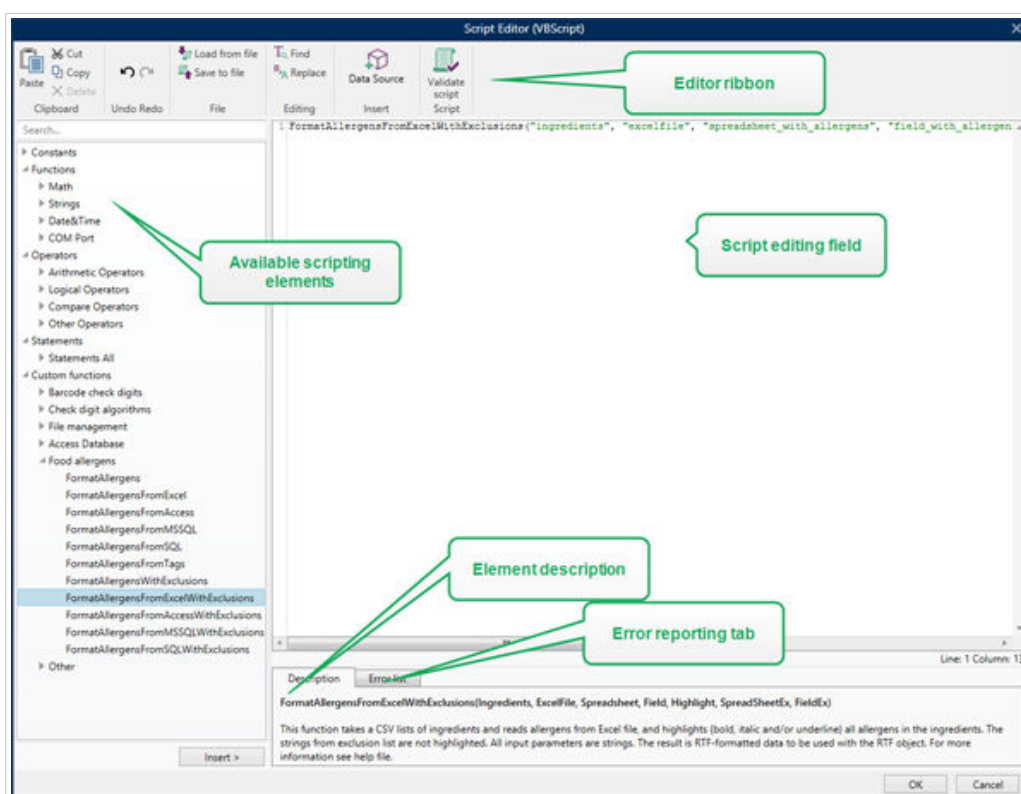 Script Editor (VBScript)
Paste
Cut
Copy
Delete
Clipboard
Undo Redo
Load from file
Save to file
File
Find
Replace
Editing
Data Source
Insert
Validate
script
Script
Editor ribbon
Search...
Constants
Functions
Math
Strings
Date&Time
COM Port
Operators
Arithmetic Operators
Logical Operators
Compare Operators
Other Operators
Statements
Statements All
Custom functions
Barcode check digits
Check digit algorithms
File management
Access Database
Food allergens
FormatAllergens
FormatAllergensFromExcel
FormatAllergensFromAccess
FormatAllergensFromMSSQL
FormatAllergensFromSQL
FormatAllergensFromTags
FormatAllergensWithExclusions
FormatAllergensFromExcelWithExclusions
FormatAllergensFromAccessWithExclusions
FormatAllergensFromMSSQLWithExclusions
FormatAllergensFromSQLWithExclusions
Other
Insert >
Available scripting
elements
1 FormatAllergensFromExcelWithExclusions("ingredients", "excelfile", "spreadsheet_with_allergens", "field_with_allergen
Script editing field
Element description
Error reporting tab
Line: 1 Column: 13
Description
Error list
FormatAllergensFromExcelWithExclusions(Ingredients, ExcelFile, Spreadsheet, Field, Highlight, SpreadSheetEx, FieldEx)
This function takes a CSV lists of ingredients and reads allergens from Excel file, and highlights (bold, italic and/or underline) all allergens in the ingredients. The
strings from exclusion list are not highlighted. All input parameters are strings. The result is RTF-formatted data to be used with the RTF object. For more
information see help file.
OK
Cancel